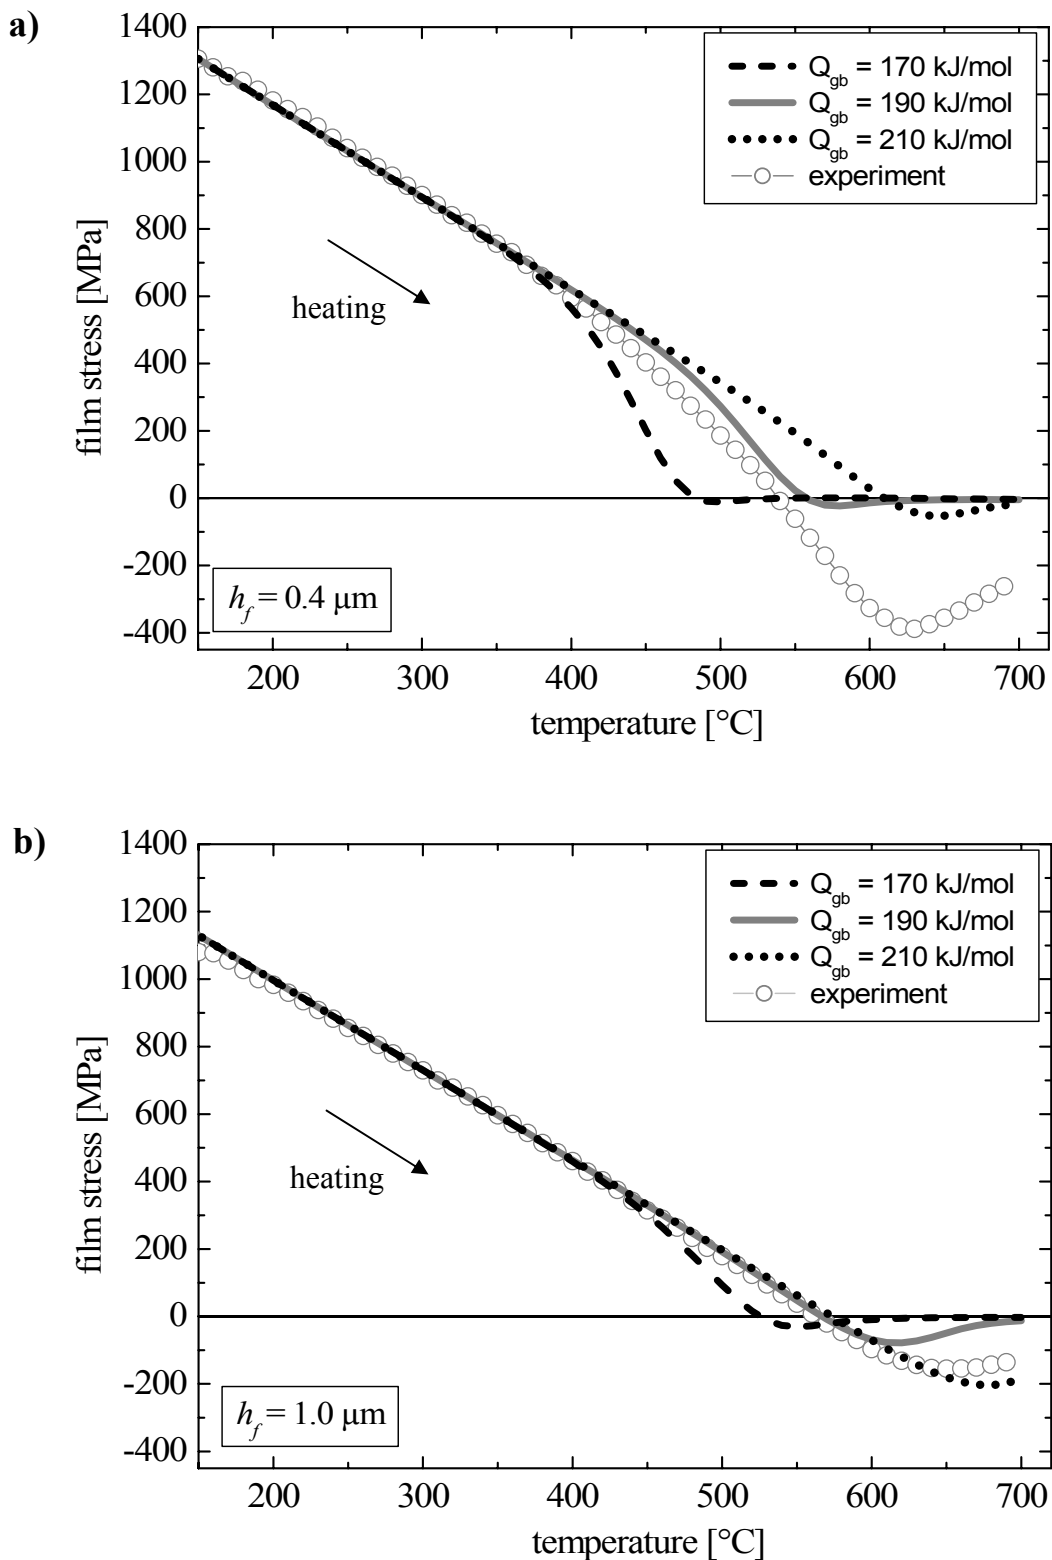 a)
1400
1200
1000
800
600
400
200
0
-200
-400
film stress [MPa]
Q_gb = 170 kJ/mol
Q_gb = 190 kJ/mol
Q_gb = 210 kJ/mol
experiment
heating
h_f = 0.4 μm
200 300 400 500 600 700
temperature [°C]
b)
1400
1200
1000
800
600
400
200
0
-200
-400
film stress [MPa]
Q_gb = 170 kJ/mol
Q_gb = 190 kJ/mol
Q_gb = 210 kJ/mol
experiment
heating
h_f = 1.0 μm
200 300 400 500 600 700
temperature [°C]